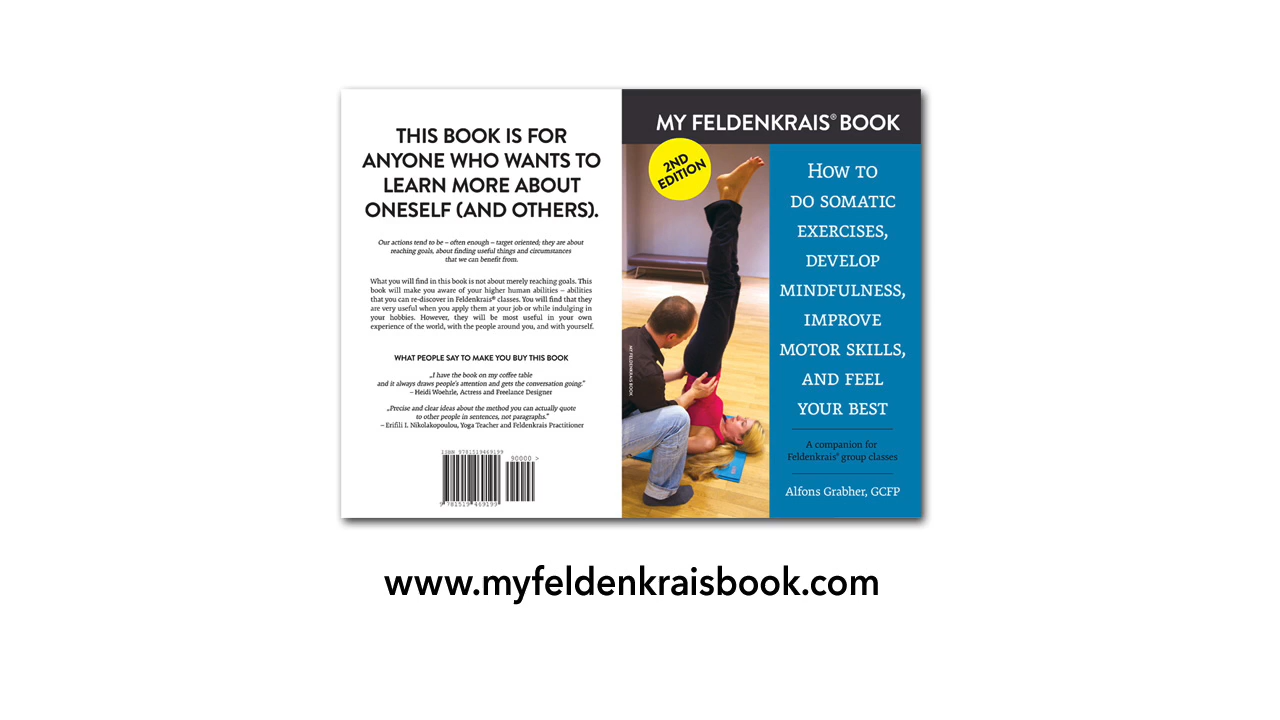 THIS BOOK IS FOR
ANYONE WHO WANTS TO
LEARN MORE ABOUT
ONESELF (AND OTHERS).
Our actions tend to be – often enough – target oriented; they are about
reaching goals, about finding useful things and circumstances
that we can benefit from.
What you will find in this book is not about merely reaching goals. This
book will make you aware of your higher human abilities – abilities
that you can re-discover in Feldenkrais® classes. You will find that they
are very useful when you apply them at your job or while indulging in
your hobbies. However, they will be most useful in your own
experience of the world, with the people around you, and with yourself.
WHAT PEOPLE SAY TO MAKE YOU BUY THIS BOOK
„I have the book on my coffee table
and it always draws people's attention and gets the conversation going.”
– Heidi Woehrle, Actress and Freelance Designer
„Precise and clear ideas about the method you can actually quote
to other people in sentences, not paragraphs.”
– Erifili I. Nikolakopoulou, Yoga Teacher and Feldenkrais Practitioner
ISBN 9781519469199
90000 >
9 781519 469199
MY FELDENKRAIS BOOK
MY FELDENKRAIS® BOOK
2ND
EDITION
How to
do somatic
exercises,
develop
mindfulness,
improve
motor skills,
and feel
your best
A companion for
Feldenkrais® group classes
Alfons Grabher, GCFP
www.myfeldenkraisbook.com